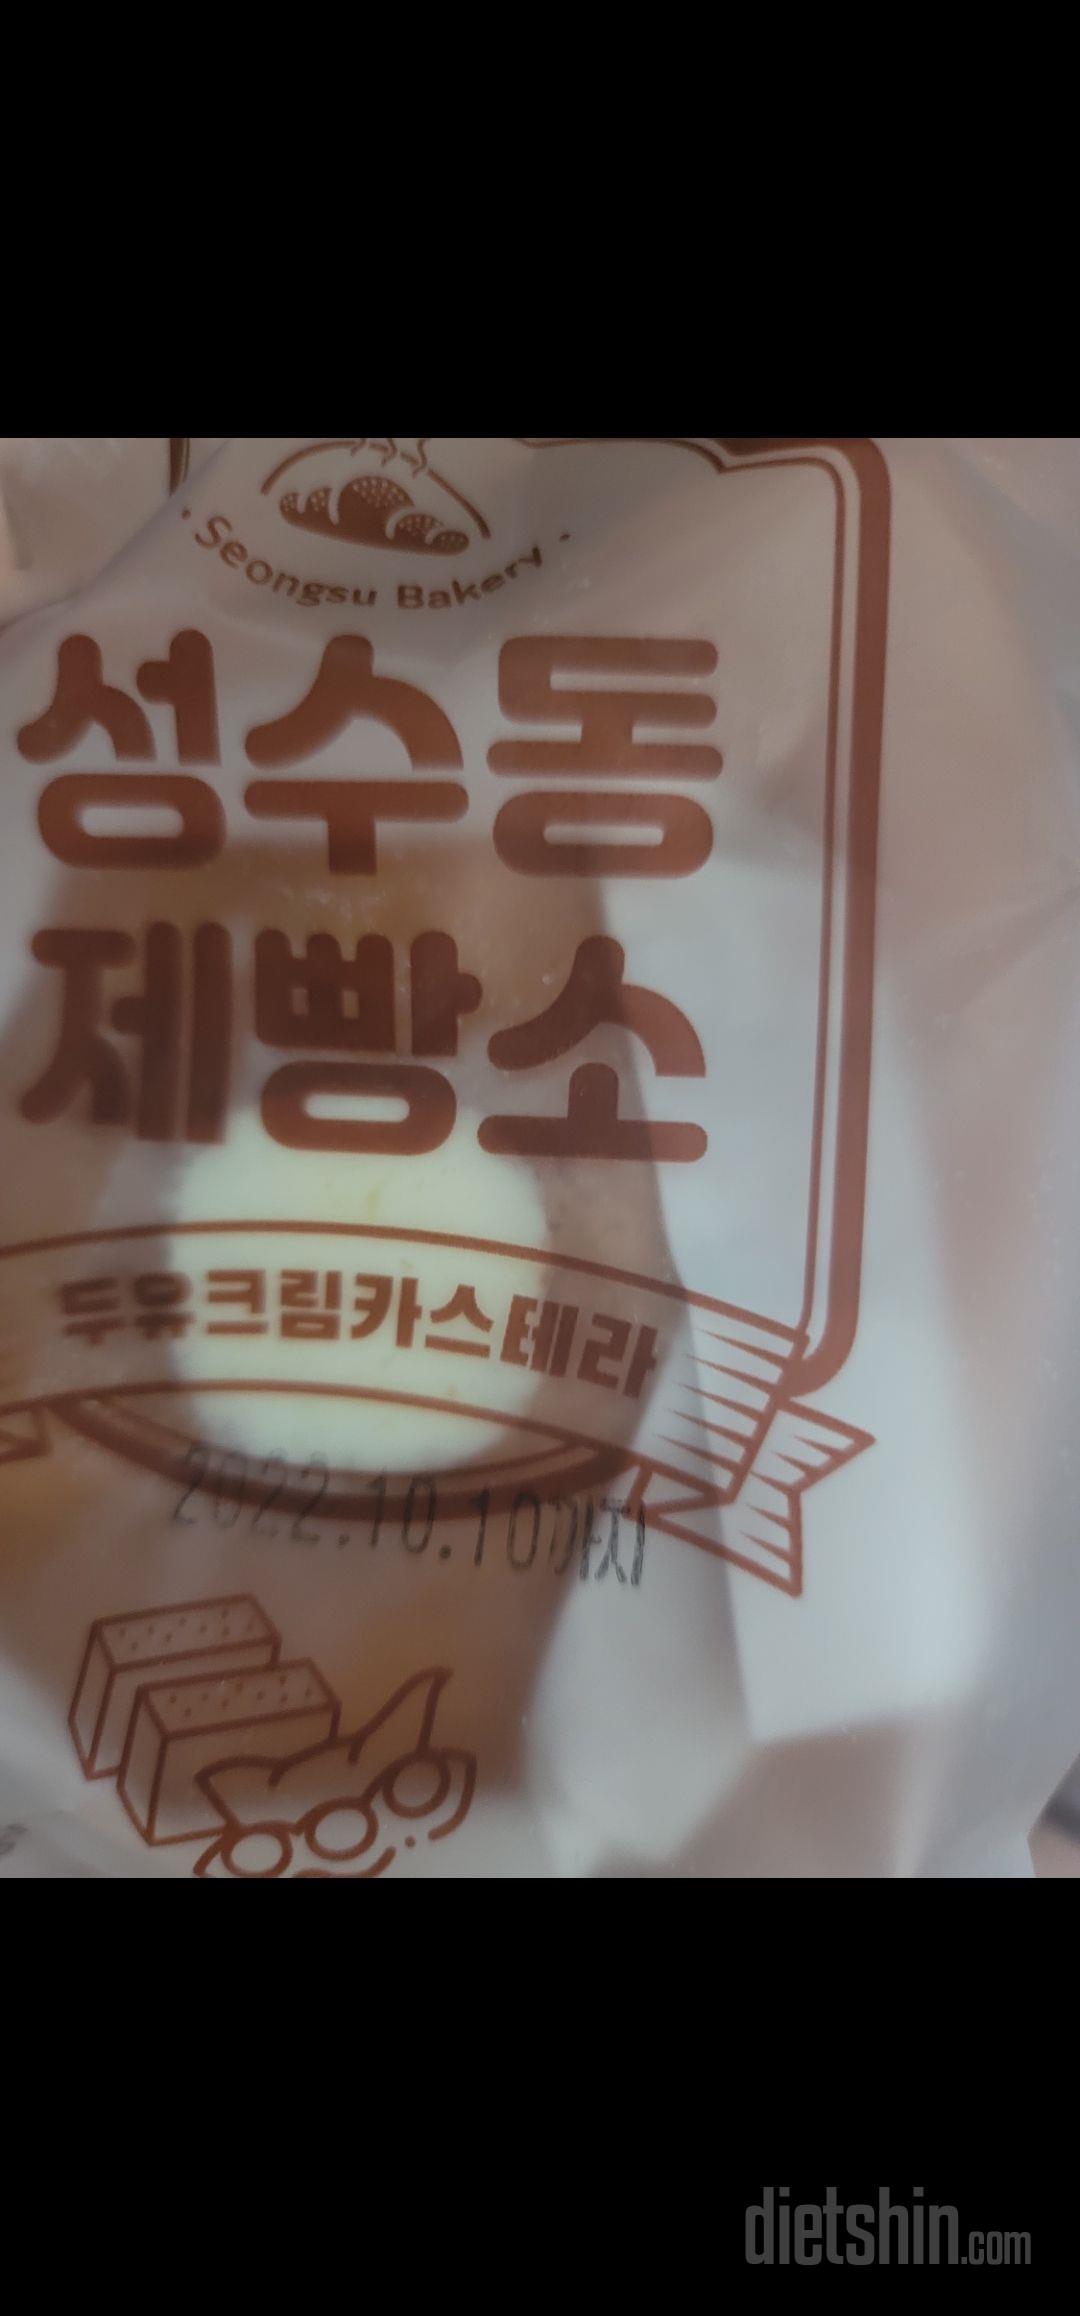 · Seongsu Bakery ·
성수동
제빵소
두유크림카스테라
2022.10.10까지
dietshin.com